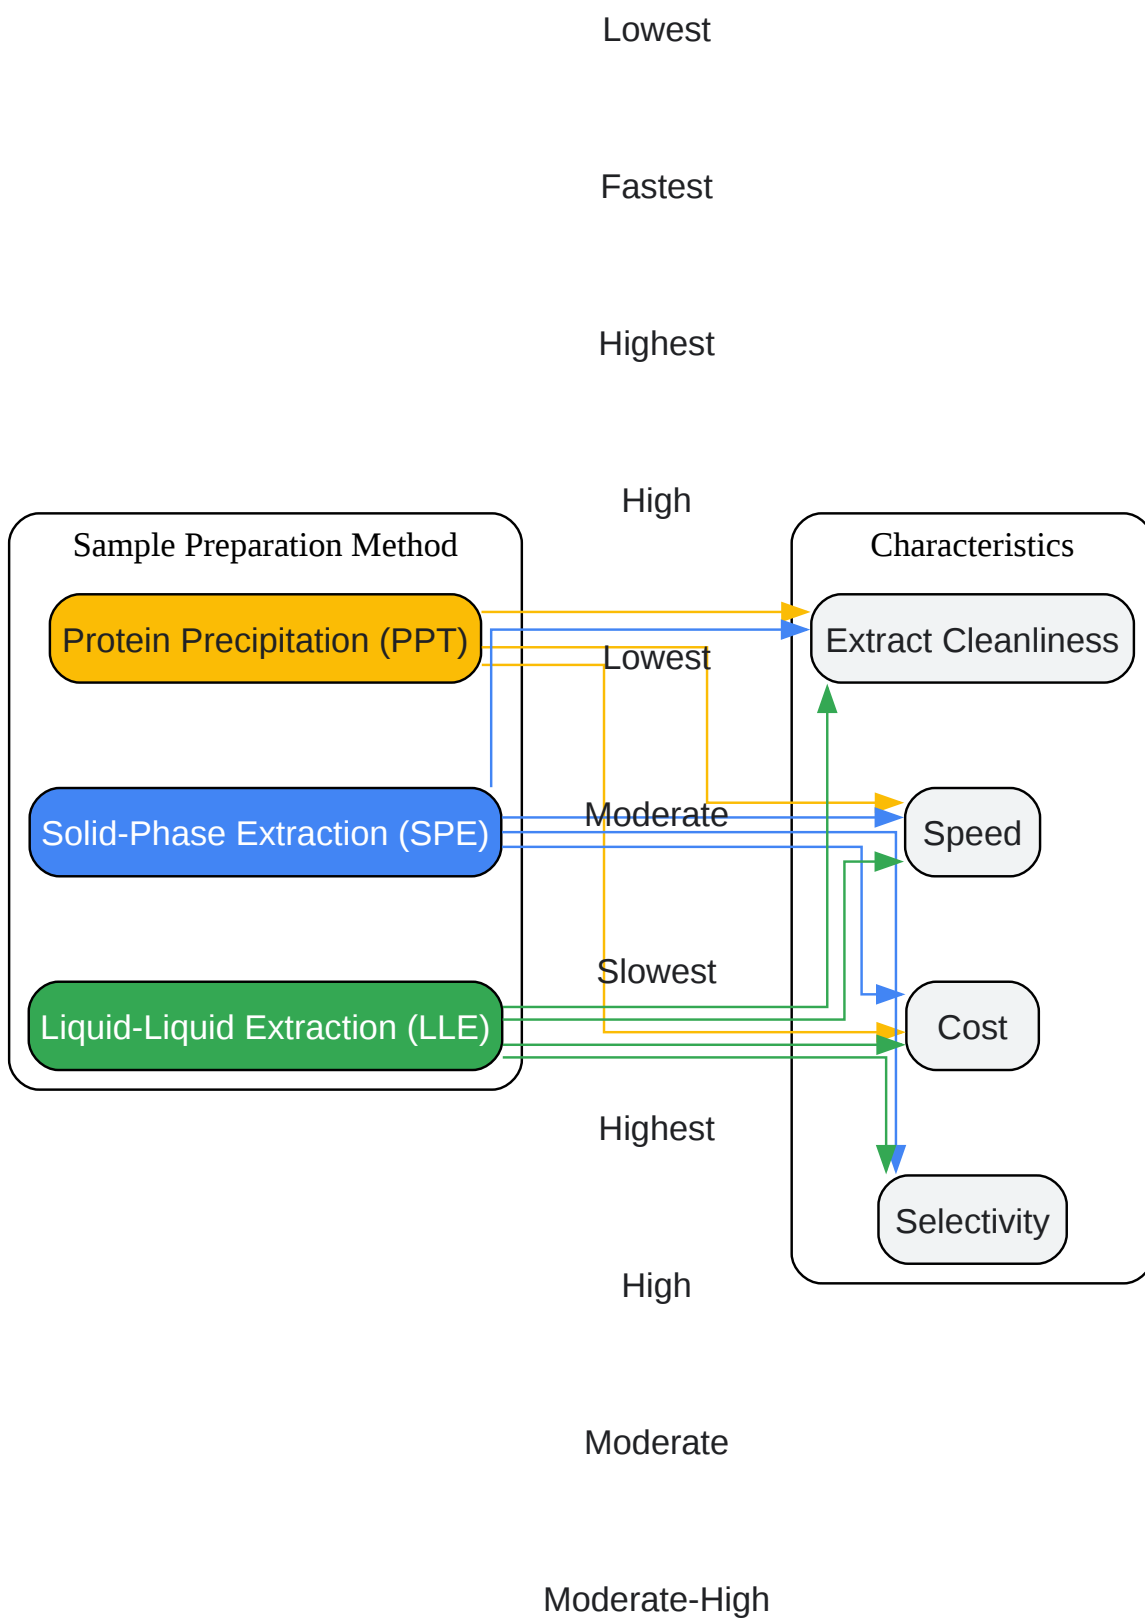 Lowest
Fastest
Highest
High
Sample Preparation Method
Characteristics
Protein Precipitation (PPT)
Extract Cleanliness
Lowest
Moderate
Solid-Phase Extraction (SPE)
Speed
Slowest
Liquid-Liquid Extraction (LLE)
Cost
Highest
Selectivity
High
Moderate
Moderate-High